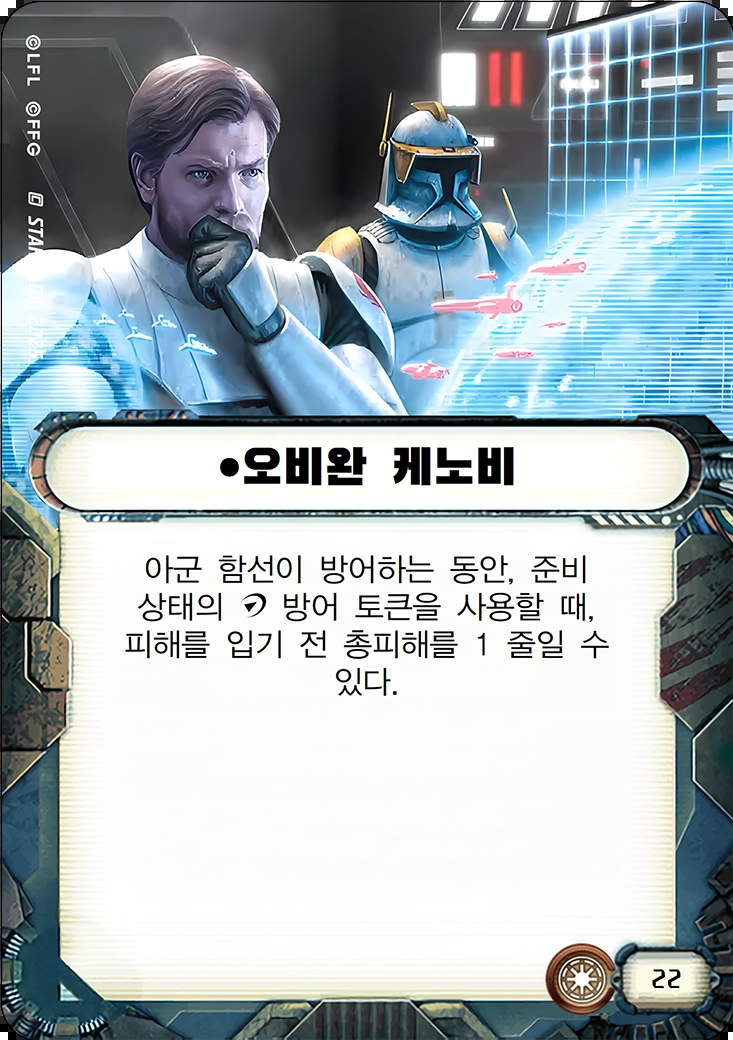 ©LFL ©FFG
•오비완 케노비
아군 함선이 방어하는 동안, 준비
상태의 방어 토큰을 사용할 때,
피해를 입기 전 총피해를 1 줄일 수
있다.
22